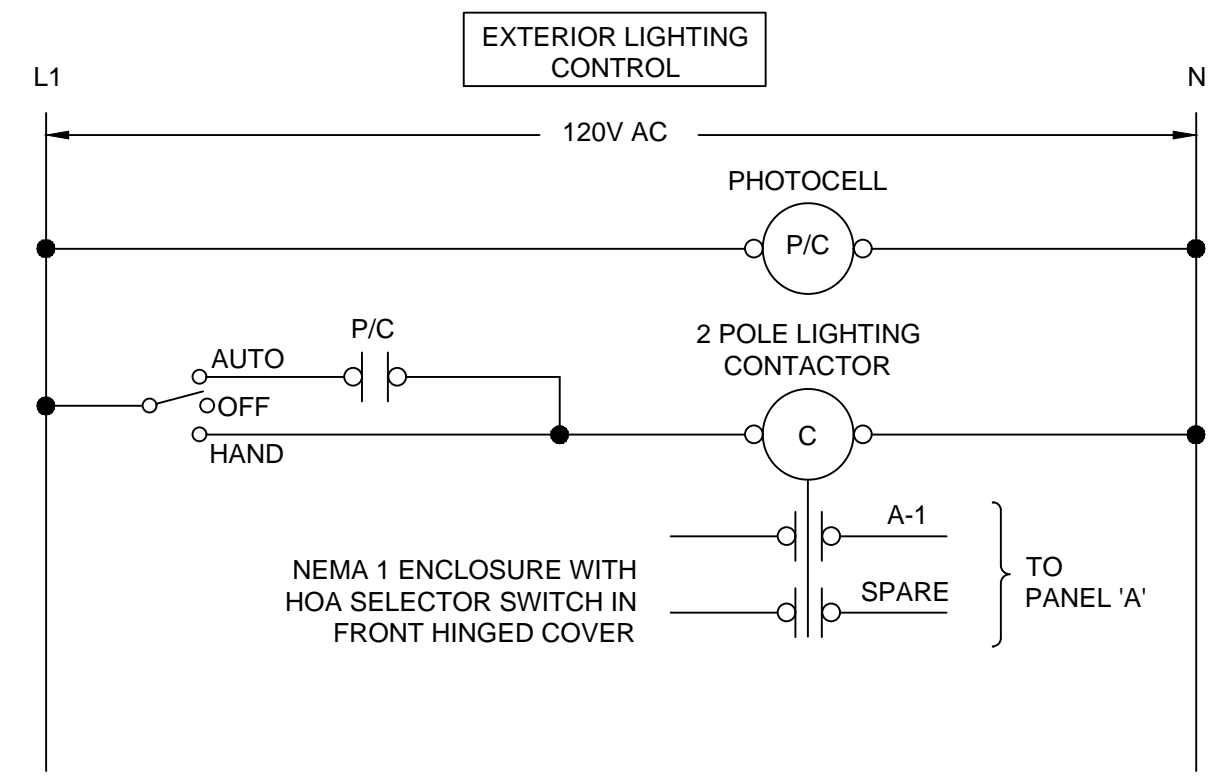 EXTERIOR LIGHTING
CONTROL
L1
N
120V AC
PHOTOCELL
P/C
P/C
2 POLE LIGHTING
CONTACTOR
AUTO
OFF
HAND
C
A-1
SPARE
NEMA 1 ENCLOSURE WITH
HOA SELECTOR SWITCH IN
FRONT HINGED COVER
TO
PANEL 'A'